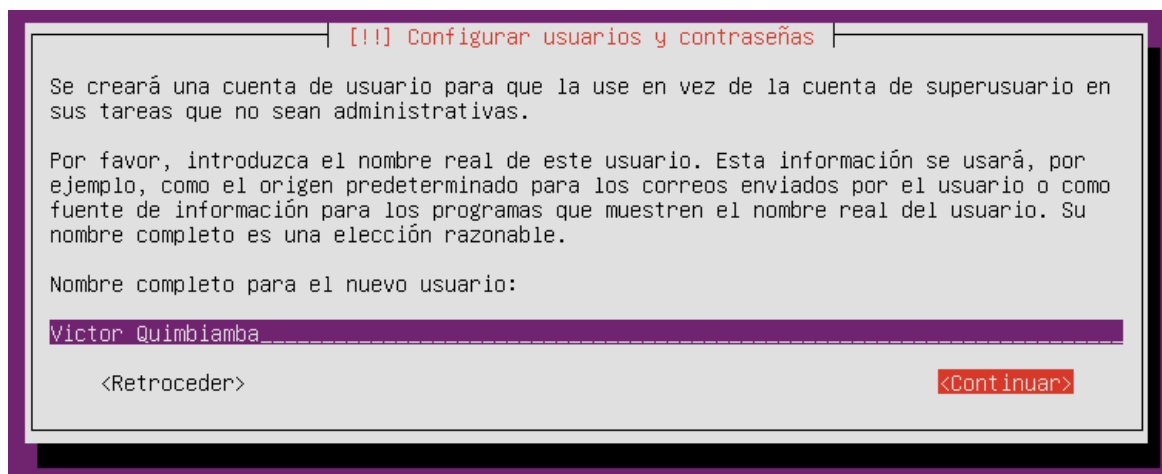 [!!] Configurar usuarios y contraseñas
Se creará una cuenta de usuario para que la use en vez de la cuenta de superusuario en
sus tareas que no sean administrativas.
Por favor, introduzca el nombre real de este usuario. Esta información se usará, por
ejemplo, como el origen predeterminado para los correos enviados por el usuario o como
fuente de información para los programas que muestren el nombre real del usuario. Su
nombre completo es una elección razonable.
Nombre completo para el nuevo usuario:
Victor Quimbiamba
<Retroceder> <Continuar>